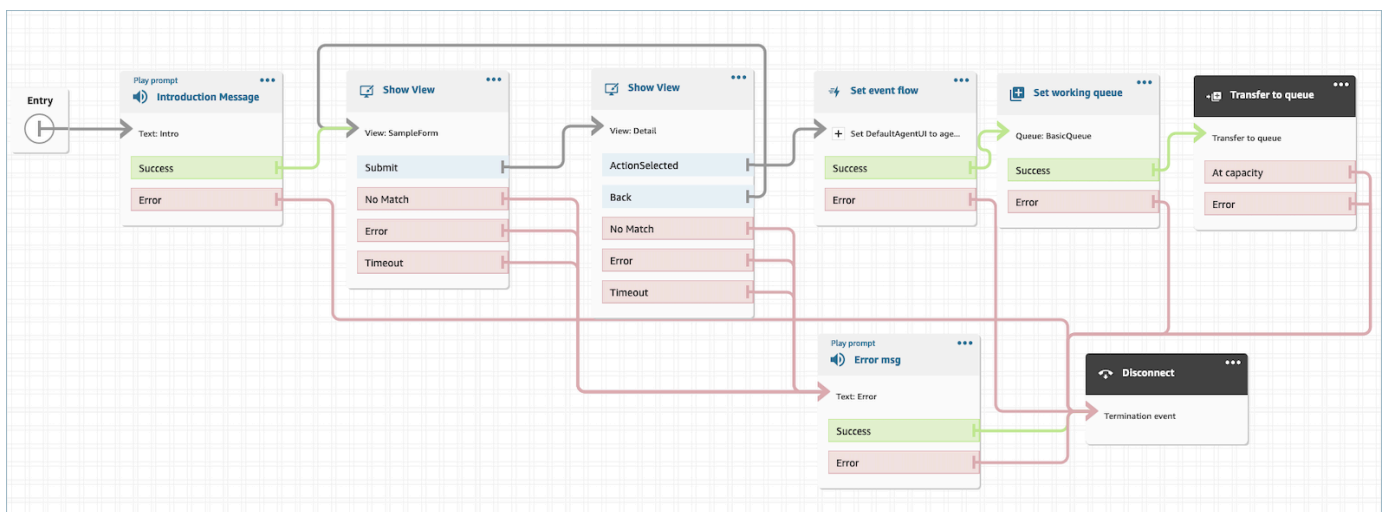 Entry
Play prompt
Introduction Message
Text: Intro
Success
Error
Show View
View: SampleForm
Submit
No Match
Error
Timeout
Show View
View: Detail
ActionSelected
Back
No Match
Error
Timeout
Set event flow
Set DefaultAgentUI to age...
Success
Error
Set working queue
Queue: BasicQueue
Success
Error
Transfer to queue
Transfer to queue
At capacity
Error
Play prompt
Error msg
Text: Error
Success
Error
Disconnect
Termination event